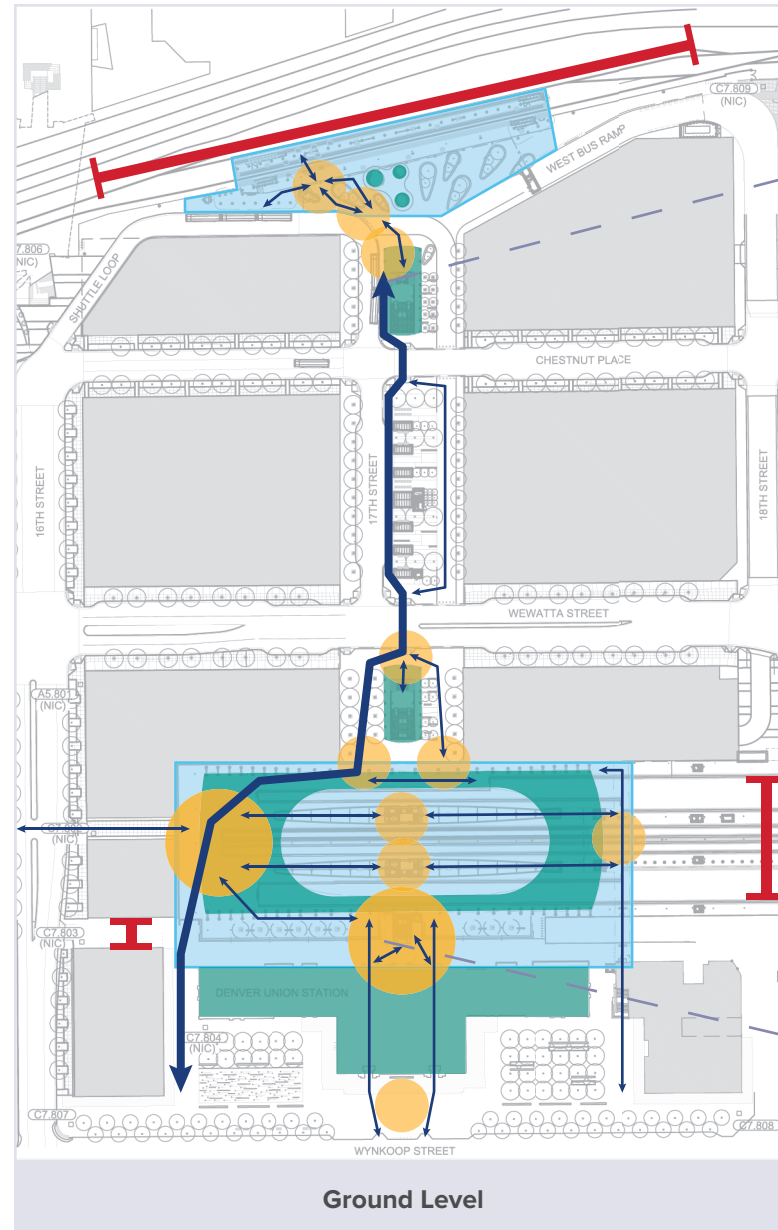 C7.809
(NIC)
WEST BUS RAMP
(NIC)
SHUTTLE LOOP
CHESTNUT PLACE
16TH STREET
17TH STREET
18TH STREET
WEWATTA STREET
A5.801
(NIC)
(NIC)
C7.803
(NIC)
DENVER UNION STATION
C7.804
(NIC)
C7.807
C7.808
WYNKOOP STREET
Ground Level